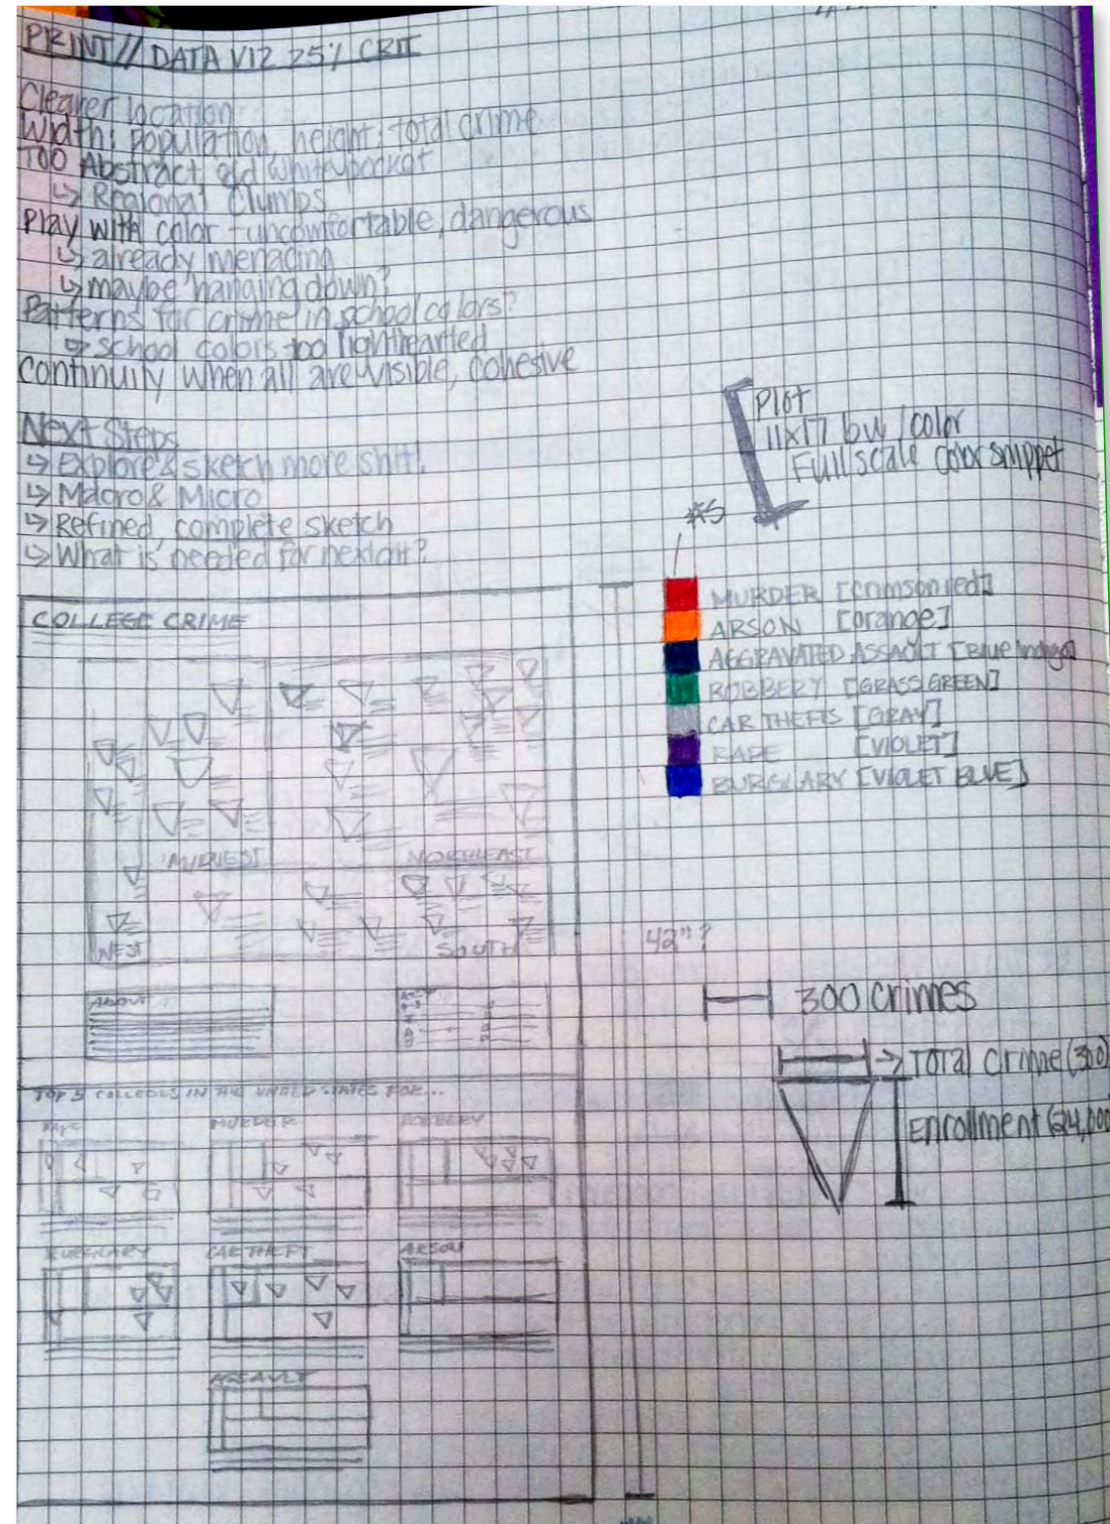 PRINT// DATA VIZ 25% CRIT
Clearer location
Width: population, height: total crime
TOO Abstract, old whiteypocket
↳ Regional Clumps
Play with color - uncomfortable, dangerous
↳ already menacing
↳ maybe hanging down?
Patterns for crime in school colors?
↳ school colors too lighthearted
Continuity when all are visible, cohesive
Next Steps
↳ Explore & sketch more shit!
↳ Macro & Micro
↳ Refined, complete sketch
↳ What is needed for next crit?
Plot
11x17 bw/color
Full scale color snippet
*5
MURDER [crimson red]
ARSON [orange]
AGGRAVATED ASSAULT [Blue Indigo]
ROBBERY [GRASS GREEN]
CAR THEFTS [GRAY]
RAPE [VIOLET]
BURGLARY [VIOLET BLUE]
COLLEGE CRIME
MIDWEST
NORTHEAST
WEST
SOUTH
42"?
ABOUT
300 crimes
→ Total Crime (300)
Enrollment (24,000
TOP 5 COLLEGES IN THE UNITED STATES FOR...
RAPE
MURDER
ROBBERY
BURGLARY
CAR THEFT
ARSON
ASSAULT